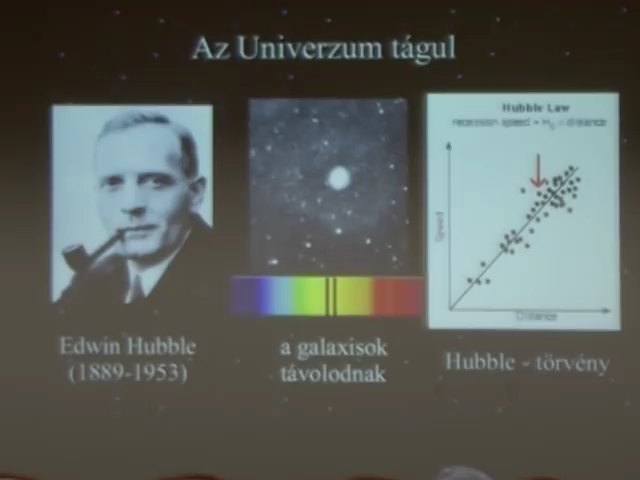 Az Univerzum tágul
Hubble Law
recession speed = H₀ × distance
Speed
Distance
Edwin Hubble
(1889-1953)
a galaxisok
távolodnak
Hubble - törvény